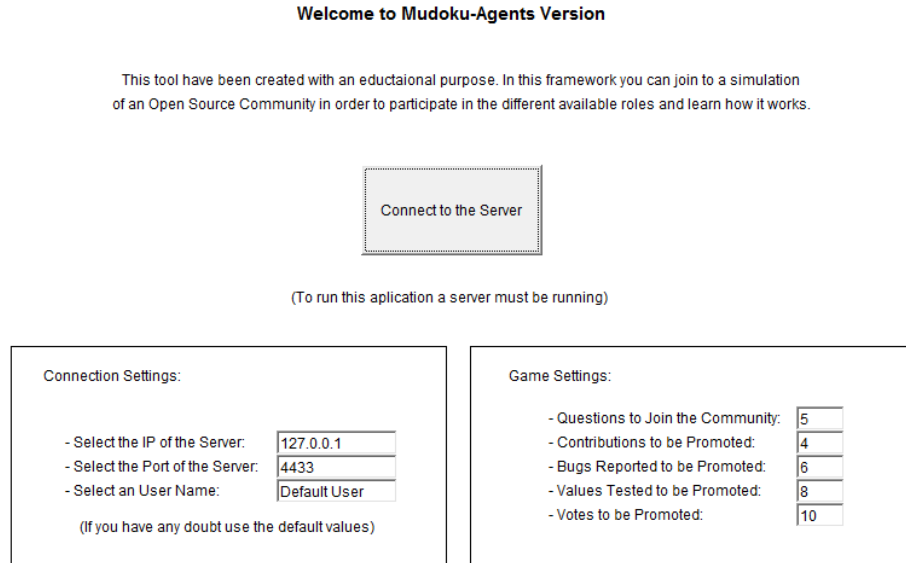 Welcome to Mudoku-Agents Version
This tool have been created with an eductaional purpose. In this framework you can join to a simulation
of an Open Source Community in order to participate in the different available roles and learn how it works.
Connect to the Server
(To run this aplication a server must be running)
Connection Settings:
- Select the IP of the Server: 127.0.0.1
- Select the Port of the Server: 4433
- Select an User Name: Default User
(If you have any doubt use the default values)
Game Settings:
- Questions to Join the Community: 5
- Contributions to be Promoted: 4
- Bugs Reported to be Promoted: 6
- Values Tested to be Promoted: 8
- Votes to be Promoted: 10